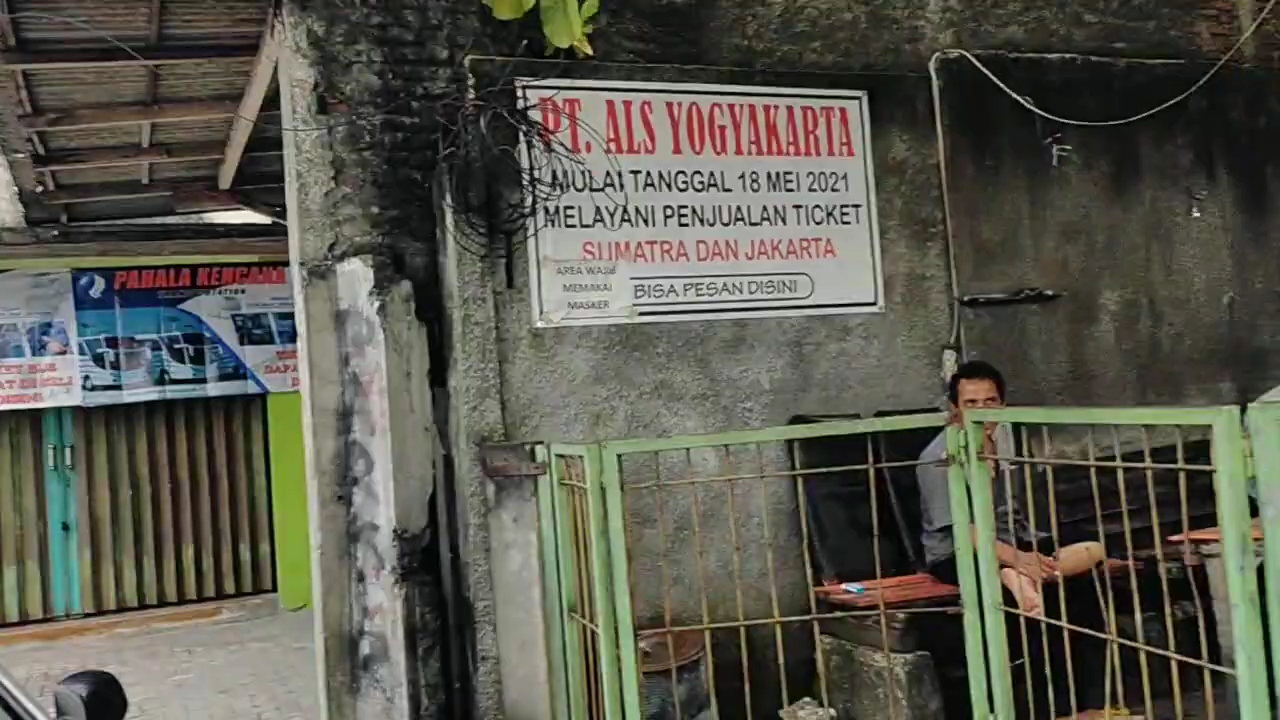 PT. ALS YOGYAKARTA
MULAI TANGGAL 18 MEI 2021
MELAYANI PENJUALAN TICKET
SUMATRA DAN JAKARTA
BISA PESAN DISINI
AREA WAJIB
MEMAKAI
MASKER
PAHALA KENCANA